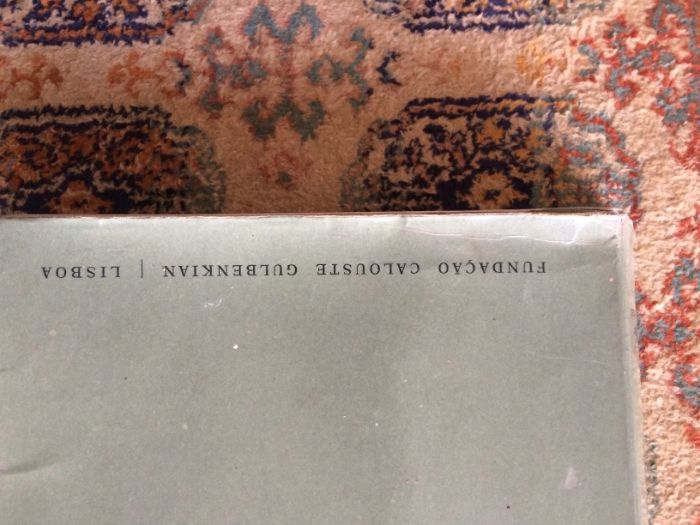 FUNDAÇÃO CALOUSTE GULBENKIAN | LISBOA